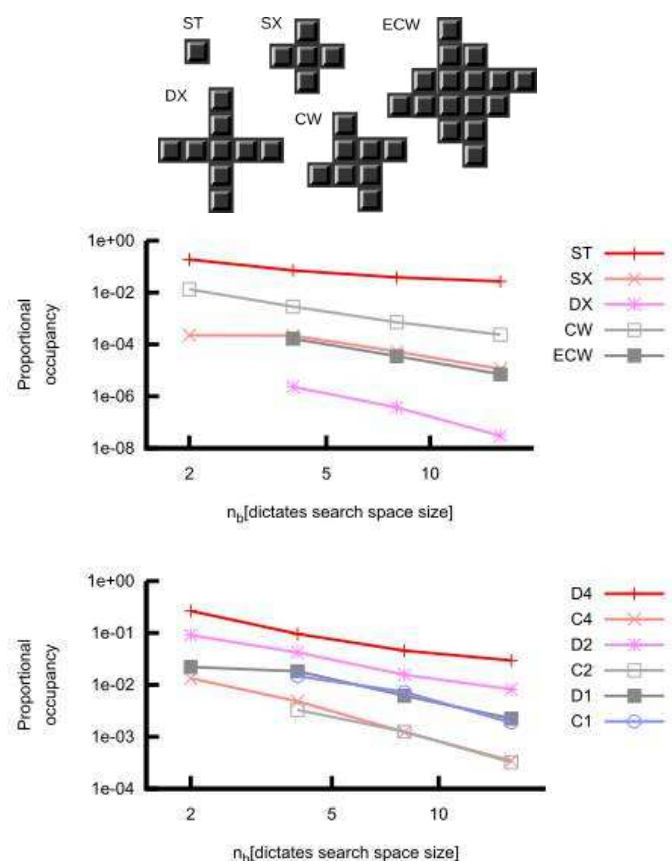 ST
SX
ECW
DX
CW
1e+00
1e-02
1e-04
1e-06
1e-08
Proportional
occupancy
2
5
10
n_b[dictates search space size]
ST
SX
DX
CW
ECW
1e+00
1e-01
1e-02
1e-03
1e-04
Proportional
occupancy
2
5
10
n_b[dictates search space size]
D4
C4
D2
C2
D1
C1